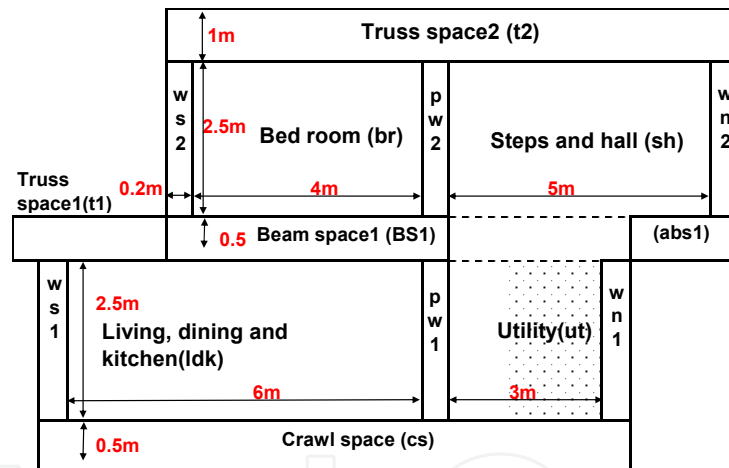 Truss space2 (t2)
1m
w
s
2
2.5m
Bed room (br)
p
w
2
Steps and hall (sh)
w
n
2
Truss
space1(t1)
0.2m
4m
5m
0.5
Beam space1 (BS1)
(abs1)
w
s
1
2.5m
Living, dining and
kitchen(ldk)
p
w
1
Utility(ut)
w
n
1
6m
3m
0.5m
Crawl space (cs)